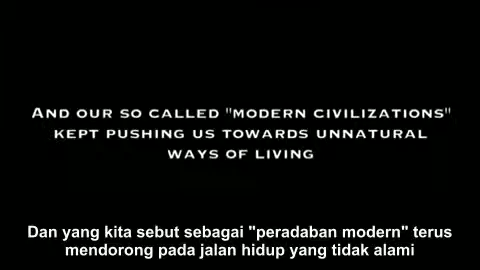 AND OUR SO CALLED "MODERN CIVILIZATIONS"
KEPT PUSHING US TOWARDS UNNATURAL
WAYS OF LIVING
Dan yang kita sebut sebagai "peradaban modern" terus
mendorong pada jalan hidup yang tidak alami